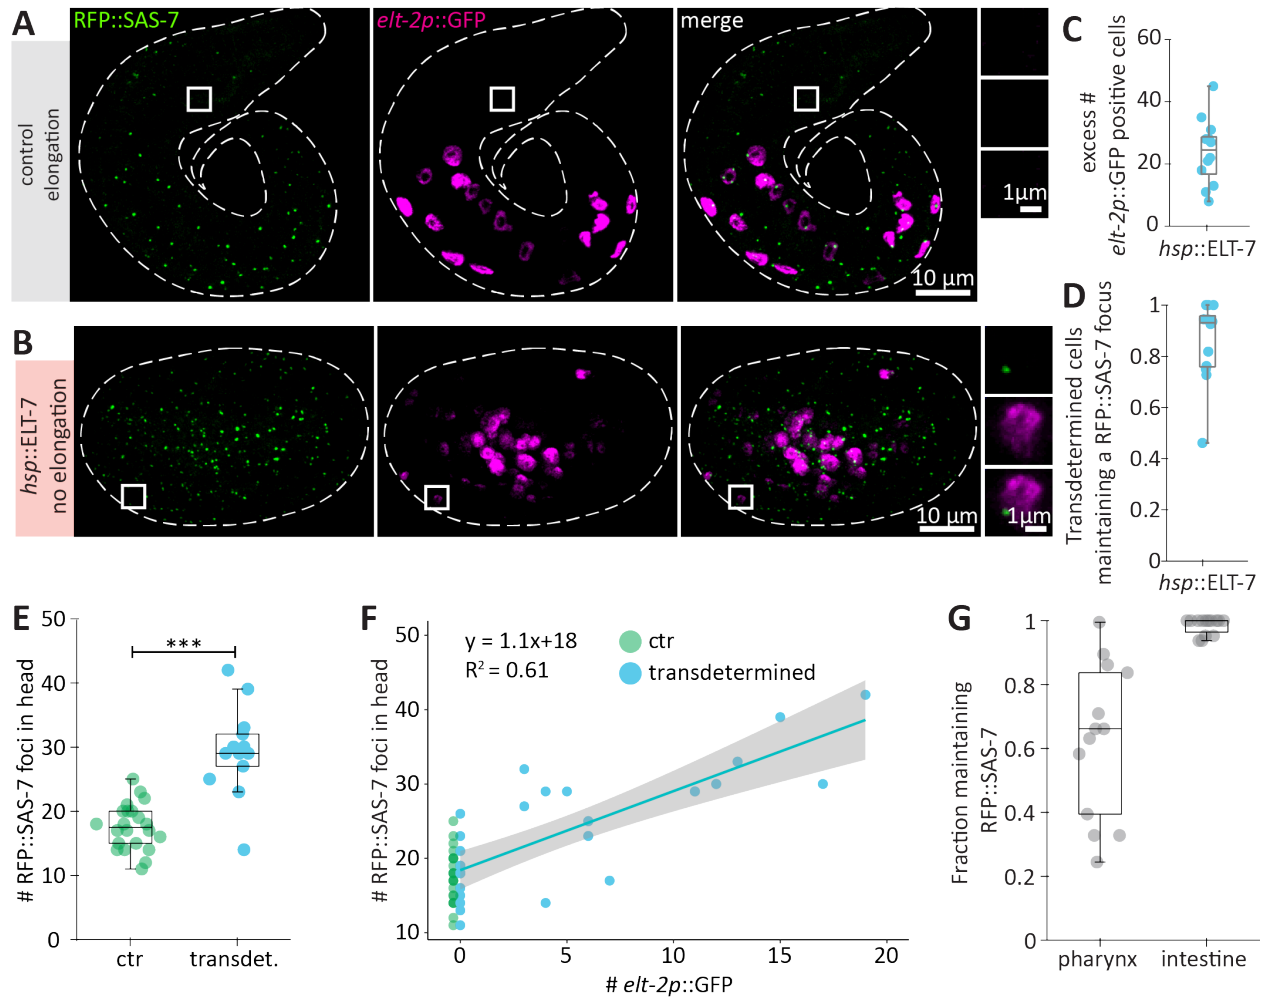 A
RFP::SAS-7
elt-2p::GFP
merge
control
elongation
1μm
10 μm
B
hsp::ELT-7
no elongation
10 μm
1μm
C
excess #
elt-2p::GFP positive cells
60
40
20
0
hsp::ELT-7
D
Transdetermined cells
maintaining a RFP::SAS-7 focus
1
0.8
0.6
0.4
0.2
0
hsp::ELT-7
E
# RFP::SAS-7 foci in head
50
40
30
20
10
0
***
ctr
transdet.
F
# RFP::SAS-7 foci in head
50
40
30
20
10
y = 1.1x+18
R² = 0.61
ctr
transdetermined
0
5
10
15
20
# elt-2p::GFP
G
Fraction maintaining
RFP::SAS-7
1
0.8
0.6
0.4
0.2
0
pharynx
intestine